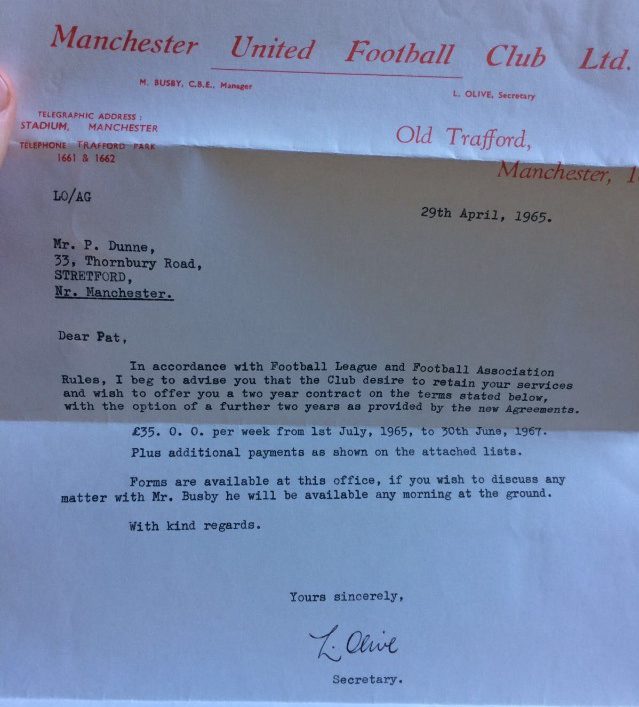 Manchester United Football Club Ltd.
M. BUSBY, C.B.E., Manager
L. OLIVE, Secretary
TELEGRAPHIC ADDRESS :
STADIUM, MANCHESTER
TELEPHONE TRAFFORD PARK
1661 & 1662
Old Trafford,
Manchester, 1
LO/AG
29th April, 1965.
Mr. P. Dunne,
33, Thornbury Road,
STRETFORD,
Nr. Manchester.
Dear Pat,
In accordance with Football League and Football Association
Rules, I beg to advise you that the Club desire to retain your services
and wish to offer you a two year contract on the terms stated below,
with the option of a further two years as provided by the new Agreements.
£35. 0. 0. per week from 1st July, 1965, to 30th June, 1967.
Plus additional payments as shown on the attached lists.
Forms are available at this office, if you wish to discuss any
matter with Mr. Busby he will be available any morning at the ground.
With kind regards.
Yours sincerely,
L. Olive
Secretary.